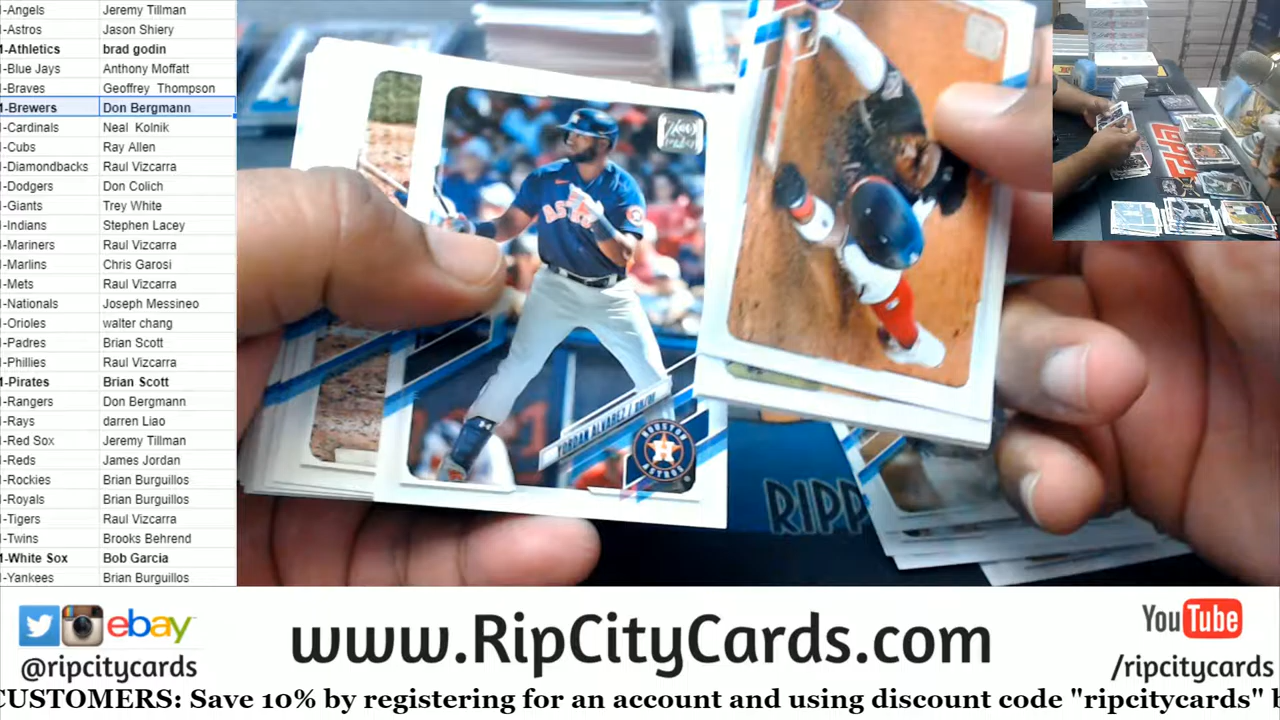 -Angels Jeremy Tillman
-Astros Jason Shiery
-Athletics brad godin
-Blue Jays Anthony Moffatt
-Braves Geoffrey Thompson
-Brewers Don Bergmann
-Cardinals Neal Kolnik
-Cubs Ray Allen
-Diamondbacks Raul Vizcarra
-Dodgers Don Colich
-Giants Trey White
-Indians Stephen Lacey
-Mariners Raul Vizcarra
-Marlins Chris Garosi
-Mets Raul Vizcarra
-Nationals Joseph Messineo
-Orioles walter chang
-Padres Brian Scott
-Phillies Raul Vizcarra
-Pirates Brian Scott
-Rangers Don Bergmann
-Rays darren Liao
-Red Sox Jeremy Tillman
-Reds James Jordan
-Rockies Brian Burguillos
-Royals Brian Burguillos
-Tigers Raul Vizcarra
-Twins Brooks Behrend
-White Sox Bob Garcia
-Yankees Brian Burguillos
YORDAN ALVAREZ
HOUSTON
ASTROS
RIPP
TOPP
ebay
@ripcitycards
www.RipCityCards.com
YouTube
/ripcitycards
CUSTOMERS: Save 10% by registering for an account and using discount code "ripcitycards"